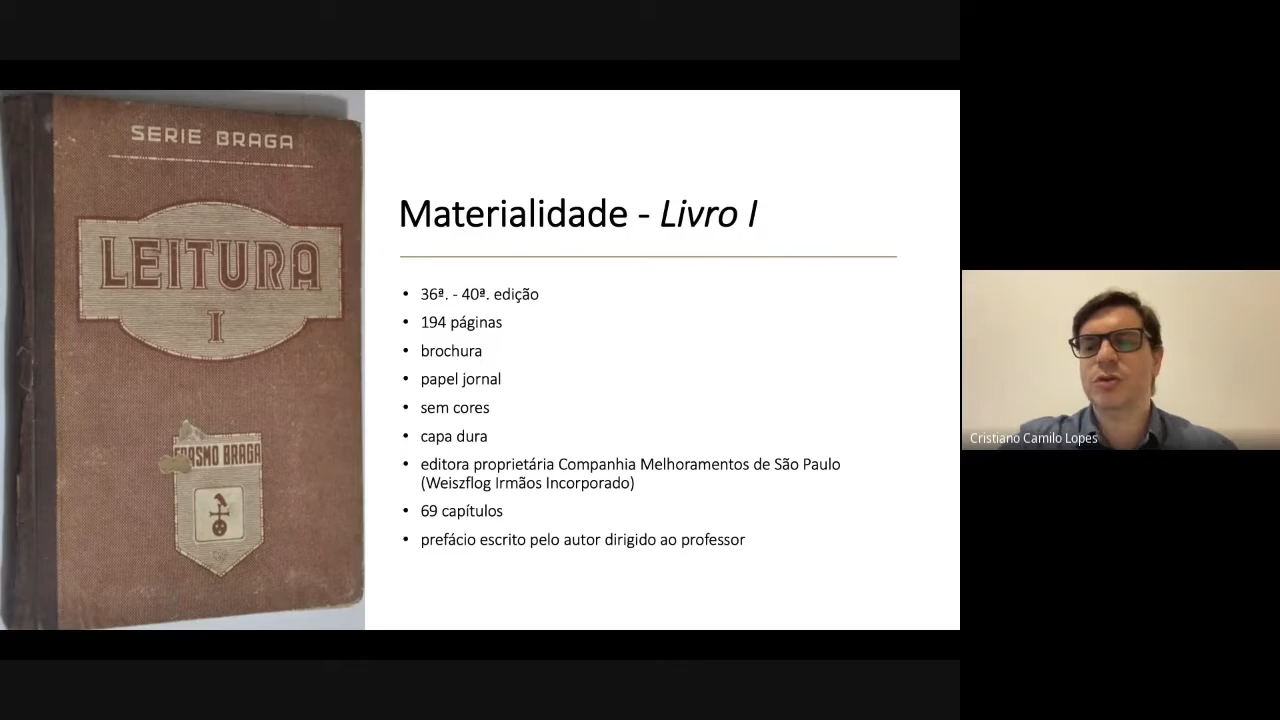 SERIE BRAGA
LEITURA
I
ERASMO BRAGA
Materialidade - Livro I
• 36ª. - 40ª. edição
• 194 páginas
• brochura
• papel jornal
• sem cores
• capa dura
• editora proprietária Companhia Melhoramentos de São Paulo
(Weiszflog Irmãos Incorporado)
• 69 capítulos
• prefácio escrito pelo autor dirigido ao professor
Cristiano Camilo Lopes